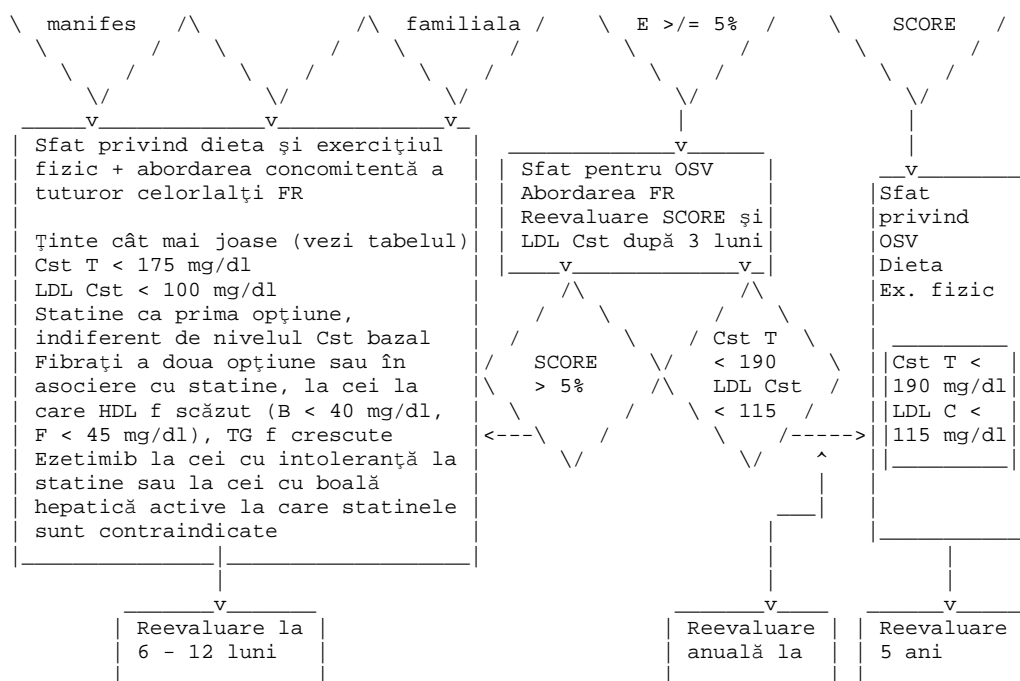 manifes familiala E >/= 5% SCORE
Sfat privind dieta şi exerciţiul
fizic + abordarea concomitentă a
tuturor celorlalţi FR
Ţinte cât mai joase (vezi tabelul)
Cst T < 175 mg/dl
LDL Cst < 100 mg/dl
Statine ca prima opţiune,
indiferent de nivelul Cst bazal
Fibraţi a doua opţiune sau în
asociere cu statine, la cei la
care HDL f scăzut (B < 40 mg/dl,
F < 45 mg/dl), TG f crescute
Ezetimib la cei cu intoleranţă la
statine sau la cei cu boală
hepatică active la care statinele
sunt contraindicate
Sfat pentru OSV
Abordarea FR
Reevaluare SCORE şi
LDL Cst după 3 luni
SCORE
> 5%
Cst T
< 190
LDL Cst
< 115
Sfat
privind
OSV
Dieta
Ex. fizic
Cst T <
190 mg/dl
LDL C <
115 mg/dl
Reevaluare la
6 - 12 luni
Reevaluare
anuală la
Reevaluare
5 ani